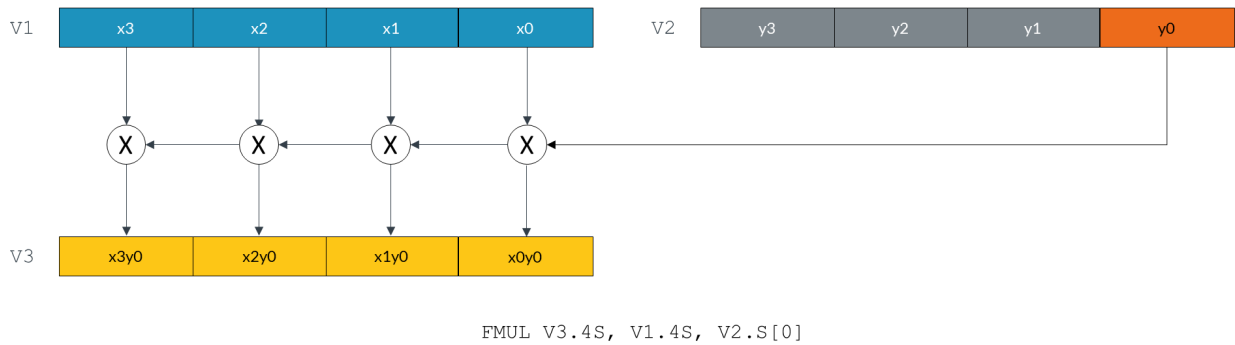 V1 x3 x2 x1 x0 V2 y3 y2 y1 y0
X X X X
V3 x3y0 x2y0 x1y0 x0y0
FMUL V3.4S, V1.4S, V2.S[0]